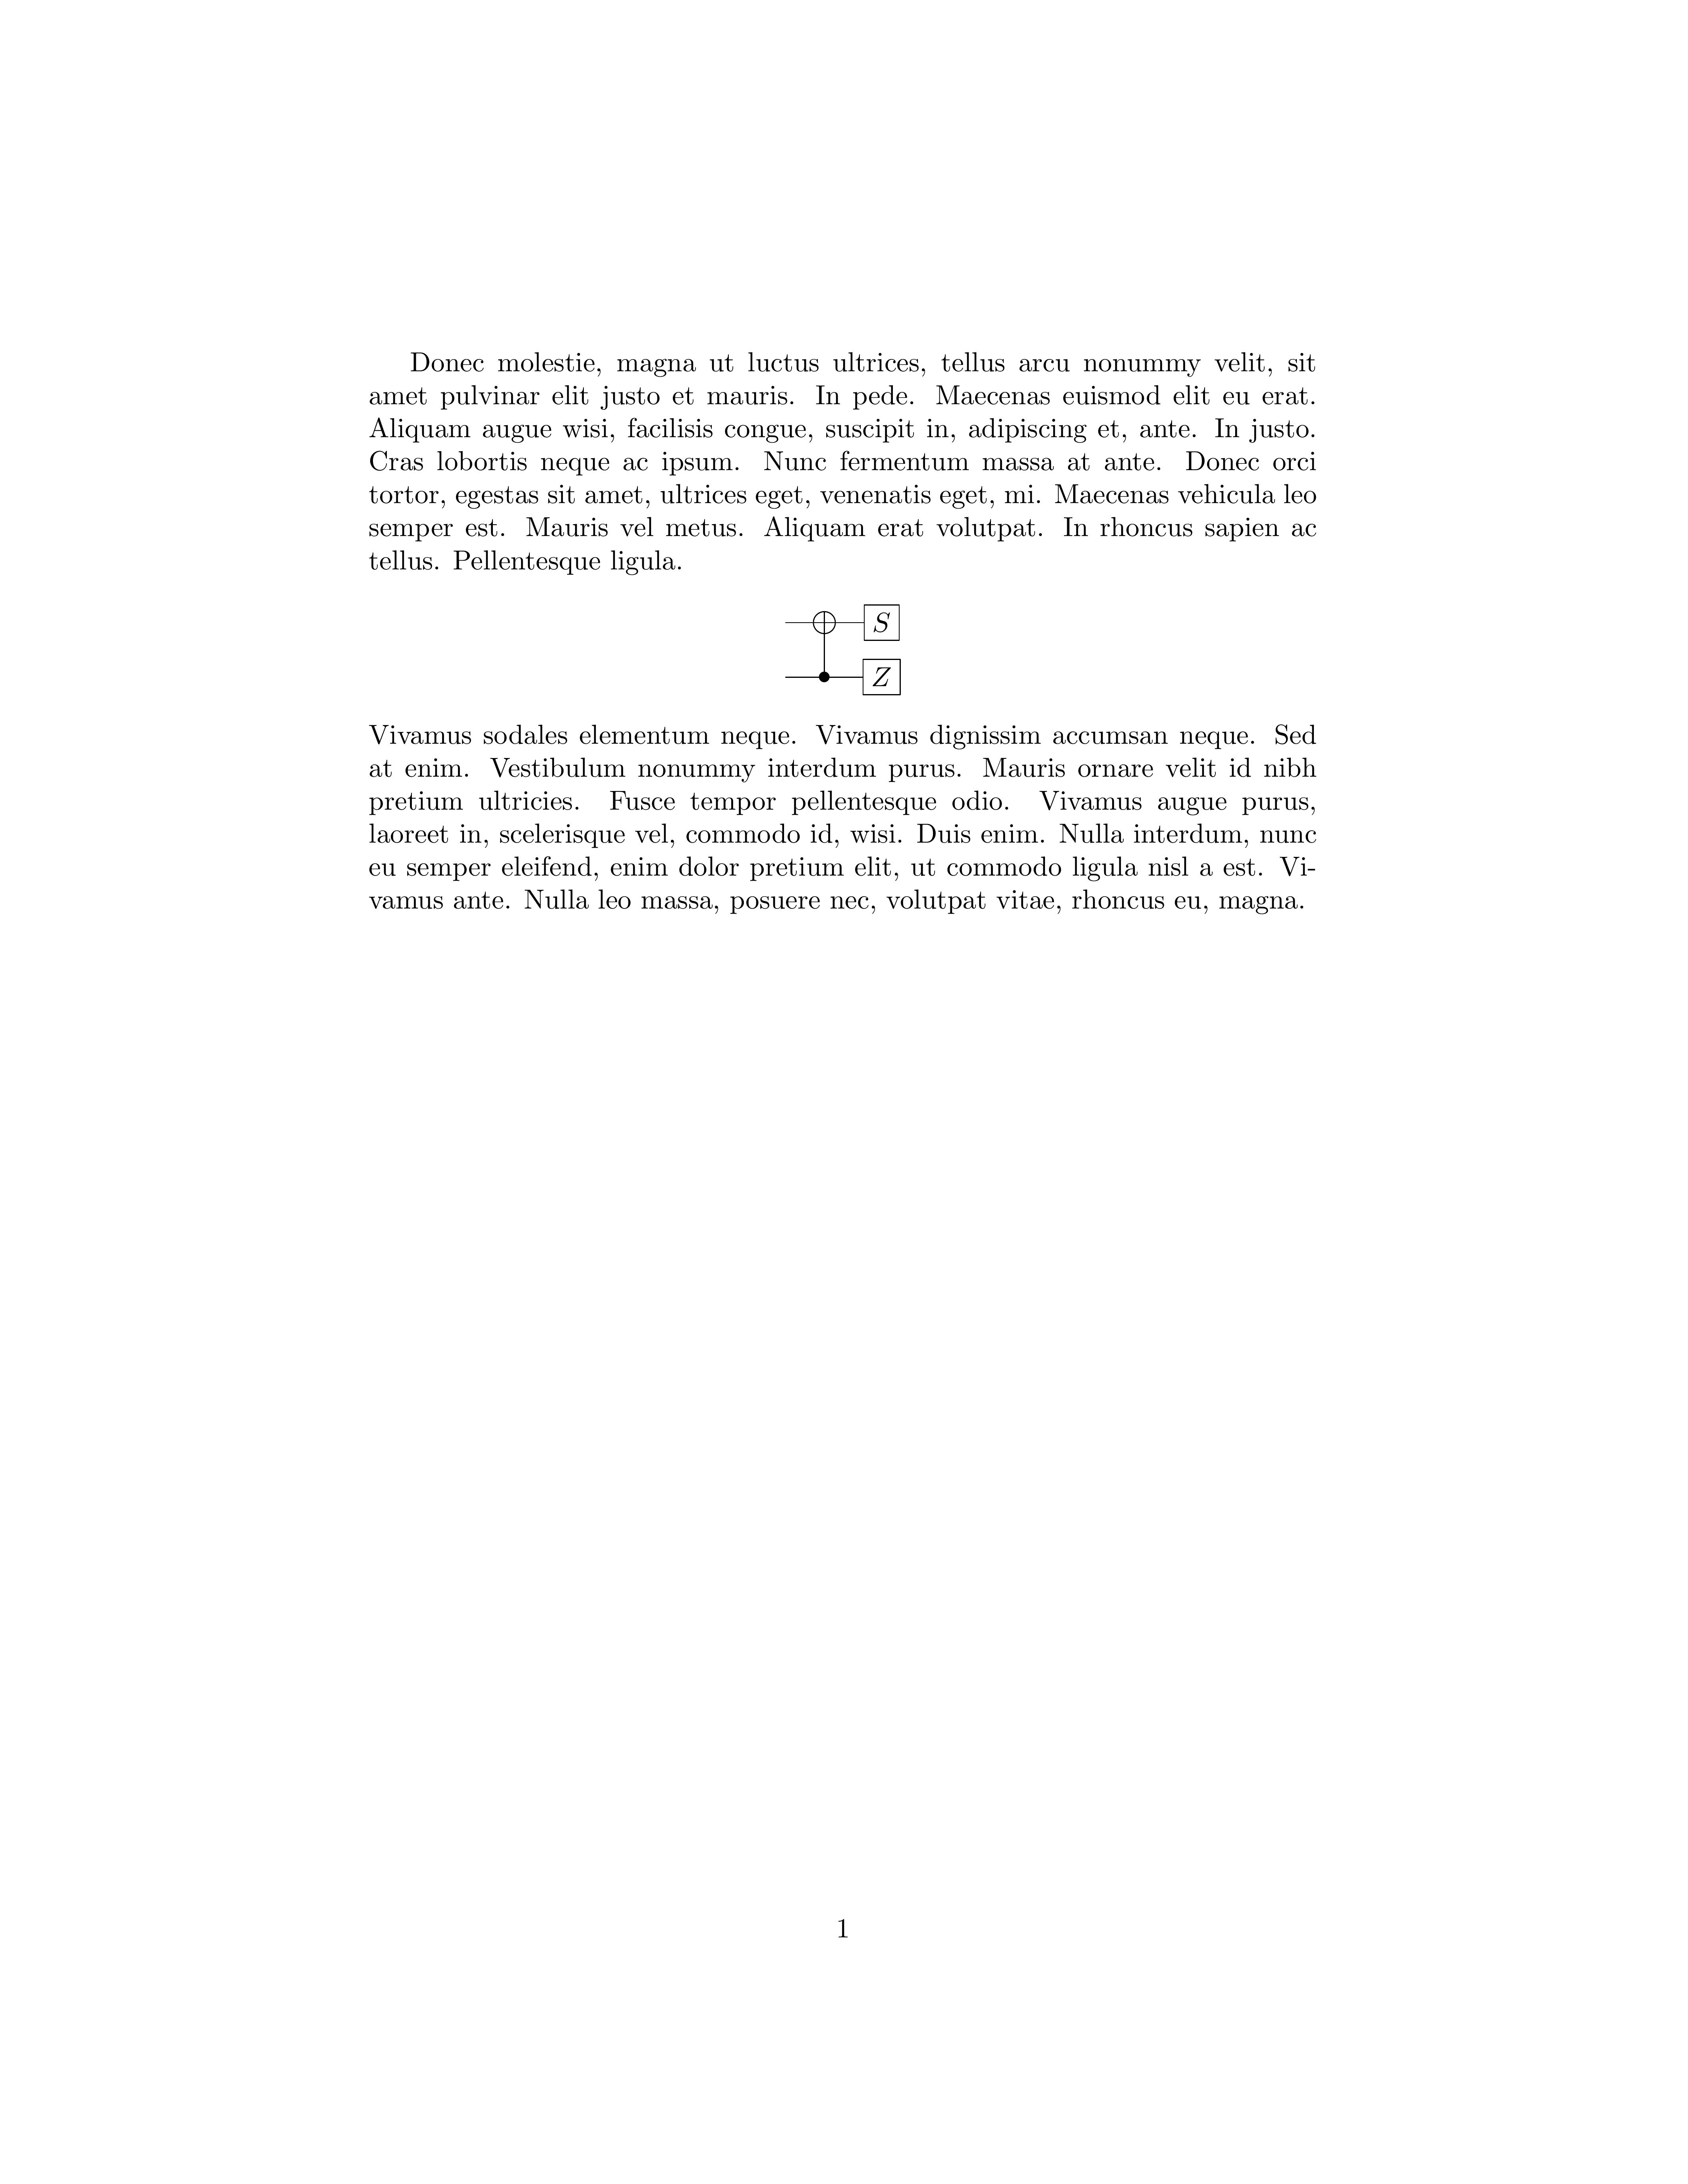 Donec molestie, magna ut luctus ultrices, tellus arcu nonummy velit, sit
amet pulvinar elit justo et mauris. In pede. Maecenas euismod elit eu erat.
Aliquam augue wisi, facilisis congue, suscipit in, adipiscing et, ante. In justo.
Cras lobortis neque ac ipsum. Nunc fermentum massa at ante. Donec orci
tortor, egestas sit amet, ultrices eget, venenatis eget, mi. Maecenas vehicula leo
semper est. Mauris vel metus. Aliquam erat volutpat. In rhoncus sapien ac
tellus. Pellentesque ligula.
S
Z
Vivamus sodales elementum neque. Vivamus dignissim accumsan neque. Sed
at enim. Vestibulum nonummy interdum purus. Mauris ornare velit id nibh
pretium ultricies. Fusce tempor pellentesque odio. Vivamus augue purus,
laoreet in, scelerisque vel, commodo id, wisi. Duis enim. Nulla interdum, nunc
eu semper eleifend, enim dolor pretium elit, ut commodo ligula nisl a est. Vi-
vamus ante. Nulla leo massa, posuere nec, volutpat vitae, rhoncus eu, magna.
1